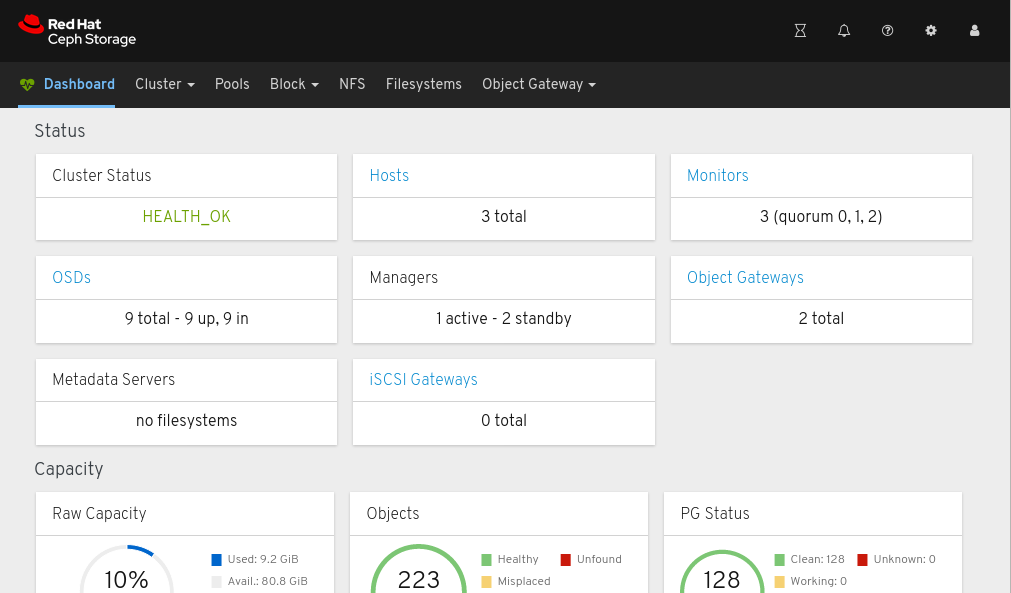 Red Hat
Ceph Storage
Dashboard Cluster Pools Block NFS Filesystems Object Gateway
Status
Cluster Status
HEALTH_OK
Hosts
3 total
Monitors
3 (quorum 0, 1, 2)
OSDs
9 total - 9 up, 9 in
Managers
1 active - 2 standby
Object Gateways
2 total
Metadata Servers
no filesystems
iSCSI Gateways
0 total
Capacity
Raw Capacity
10%
Used: 9.2 GiB
Avail.: 80.8 GiB
Objects
223
Healthy
Unfound
Misplaced
PG Status
128
Clean: 128
Unknown: 0
Working: 0